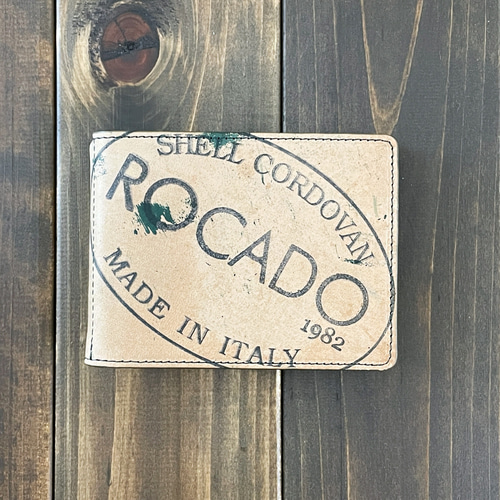 SHELL CORDOVAN
ROCADO
1982
MADE IN ITALY